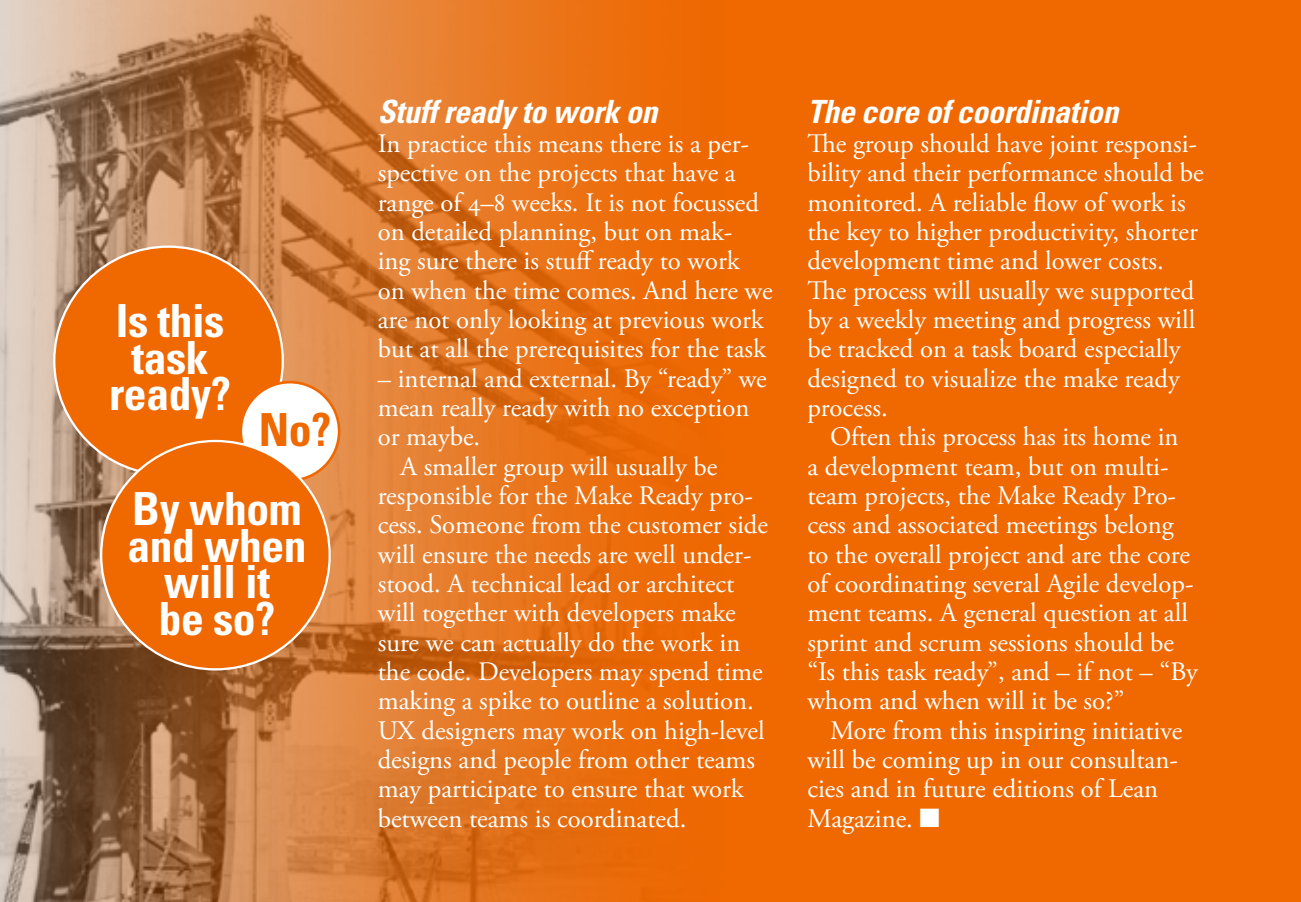 Is this
task
ready?
No?
By whom
and when
will it
be so?
Stuff ready to work on
In practice this means there is a per-
spective on the projects that have a
range of 4–8 weeks. It is not focussed
on detailed planning, but on mak-
ing sure there is stuff ready to work
on when the time comes. And here we
are not only looking at previous work
but at all the prerequisites for the task
– internal and external. By “ready” we
mean really ready with no exception
or maybe.
A smaller group will usually be
responsible for the Make Ready pro-
cess. Someone from the customer side
will ensure the needs are well under-
stood. A technical lead or architect
will together with developers make
sure we can actually do the work in
the code. Developers may spend time
making a spike to outline a solution.
UX designers may work on high-level
designs and people from other teams
may participate to ensure that work
between teams is coordinated.
The core of coordination
The group should have joint responsi-
bility and their performance should be
monitored. A reliable flow of work is
the key to higher productivity, shorter
development time and lower costs.
The process will usually we supported
by a weekly meeting and progress will
be tracked on a task board especially
designed to visualize the make ready
process.
Often this process has its home in
a development team, but on multi-
team projects, the Make Ready Pro-
cess and associated meetings belong
to the overall project and are the core
of coordinating several Agile develop-
ment teams. A general question at all
sprint and scrum sessions should be
“Is this task ready”, and – if not – “By
whom and when will it be so?”
More from this inspiring initiative
will be coming up in our consultan-
cies and in future editions of Lean
Magazine. ■